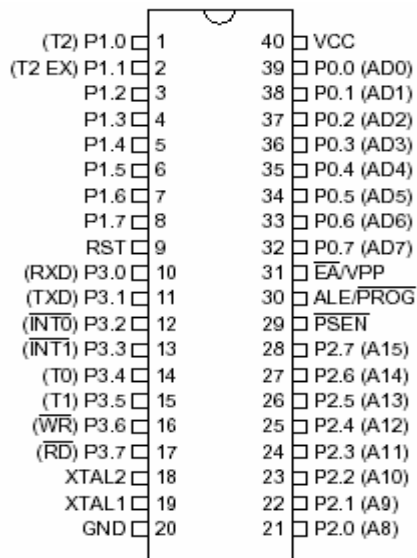 (T2) P1.0 1 40 VCC
(T2 EX) P1.1 2 39 P0.0 (AD0)
P1.2 3 38 P0.1 (AD1)
P1.3 4 37 P0.2 (AD2)
P1.4 5 36 P0.3 (AD3)
P1.5 6 35 P0.4 (AD4)
P1.6 7 34 P0.5 (AD5)
P1.7 8 33 P0.6 (AD6)
RST 9 32 P0.7 (AD7)
(RXD) P3.0 10 31 E̅A̅/VPP
(TXD) P3.1 11 30 ALE/P̅R̅O̅G̅
(I̅N̅T̅0̅) P3.2 12 29 P̅S̅E̅N̅
(I̅N̅T̅1̅) P3.3 13 28 P2.7 (A15)
(T0) P3.4 14 27 P2.6 (A14)
(T1) P3.5 15 26 P2.5 (A13)
(W̅R̅) P3.6 16 25 P2.4 (A12)
(R̅D̅) P3.7 17 24 P2.3 (A11)
XTAL2 18 23 P2.2 (A10)
XTAL1 19 22 P2.1 (A9)
GND 20 21 P2.0 (A8)